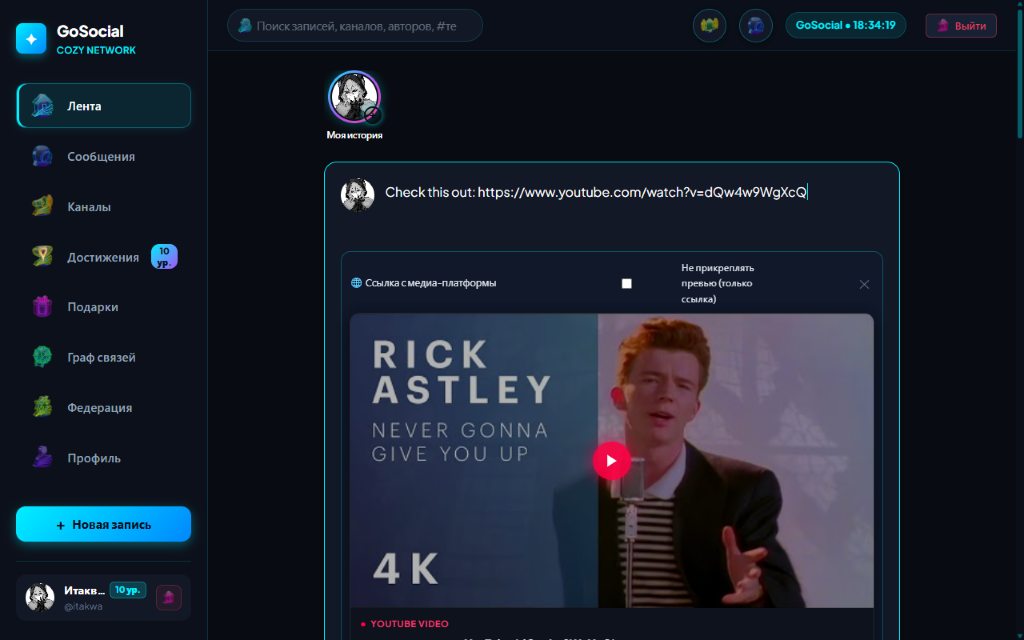 GoSocial
COZY NETWORK
Лента
Сообщения
Каналы
Достижения
10 ур.
Подарки
Граф связей
Федерация
Профиль
+ Новая запись
Итакв...
10 ур.
@itakwa
Поиск записей, каналов, авторов, #те
GoSocial • 18:34:19
Выйти
Моя история
Check this out: https://www.youtube.com/watch?v=dQw4w9WgXcQ
Ссылка с медиа-платформы
Не прикреплять
превью (только
ссылка)
RICK
ASTLEY
NEVER GONNA
GIVE YOU UP
4K
• YOUTUBE VIDEO